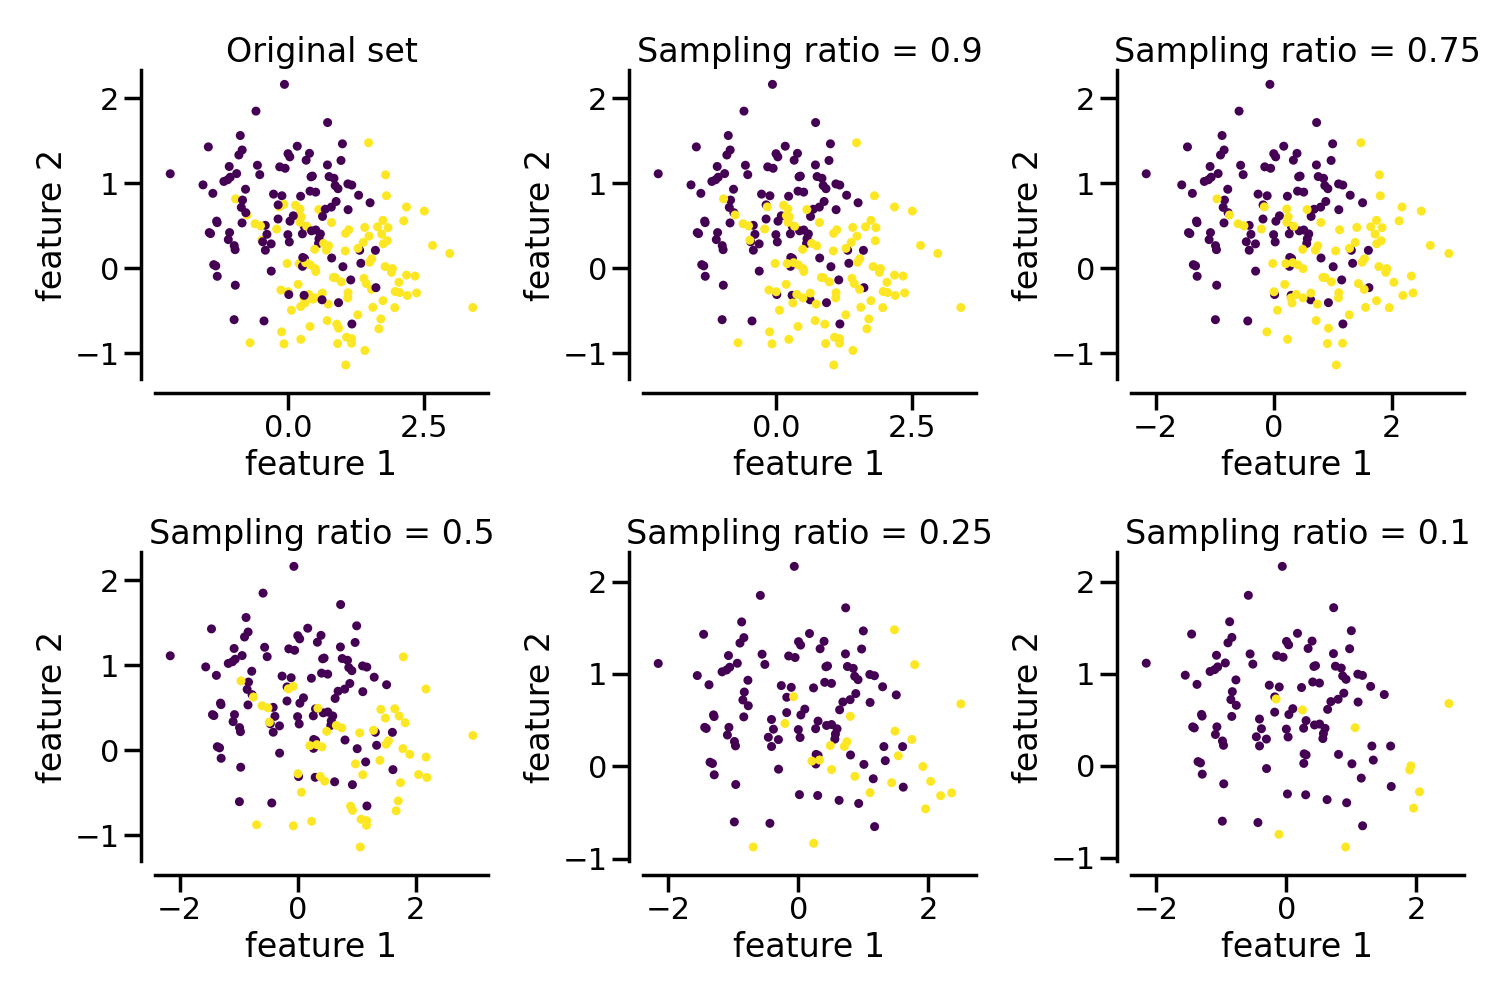 Original set
2
1
0
−1
feature 2
0.0
2.5
feature 1
Sampling ratio = 0.9
2
1
0
−1
feature 2
0.0
2.5
feature 1
Sampling ratio = 0.75
2
1
0
−1
feature 2
−2
0
2
feature 1
Sampling ratio = 0.5
2
1
0
−1
feature 2
−2
0
2
feature 1
Sampling ratio = 0.25
2
1
0
−1
feature 2
−2
0
2
feature 1
Sampling ratio = 0.1
2
1
0
−1
feature 2
−2
0
2
feature 1